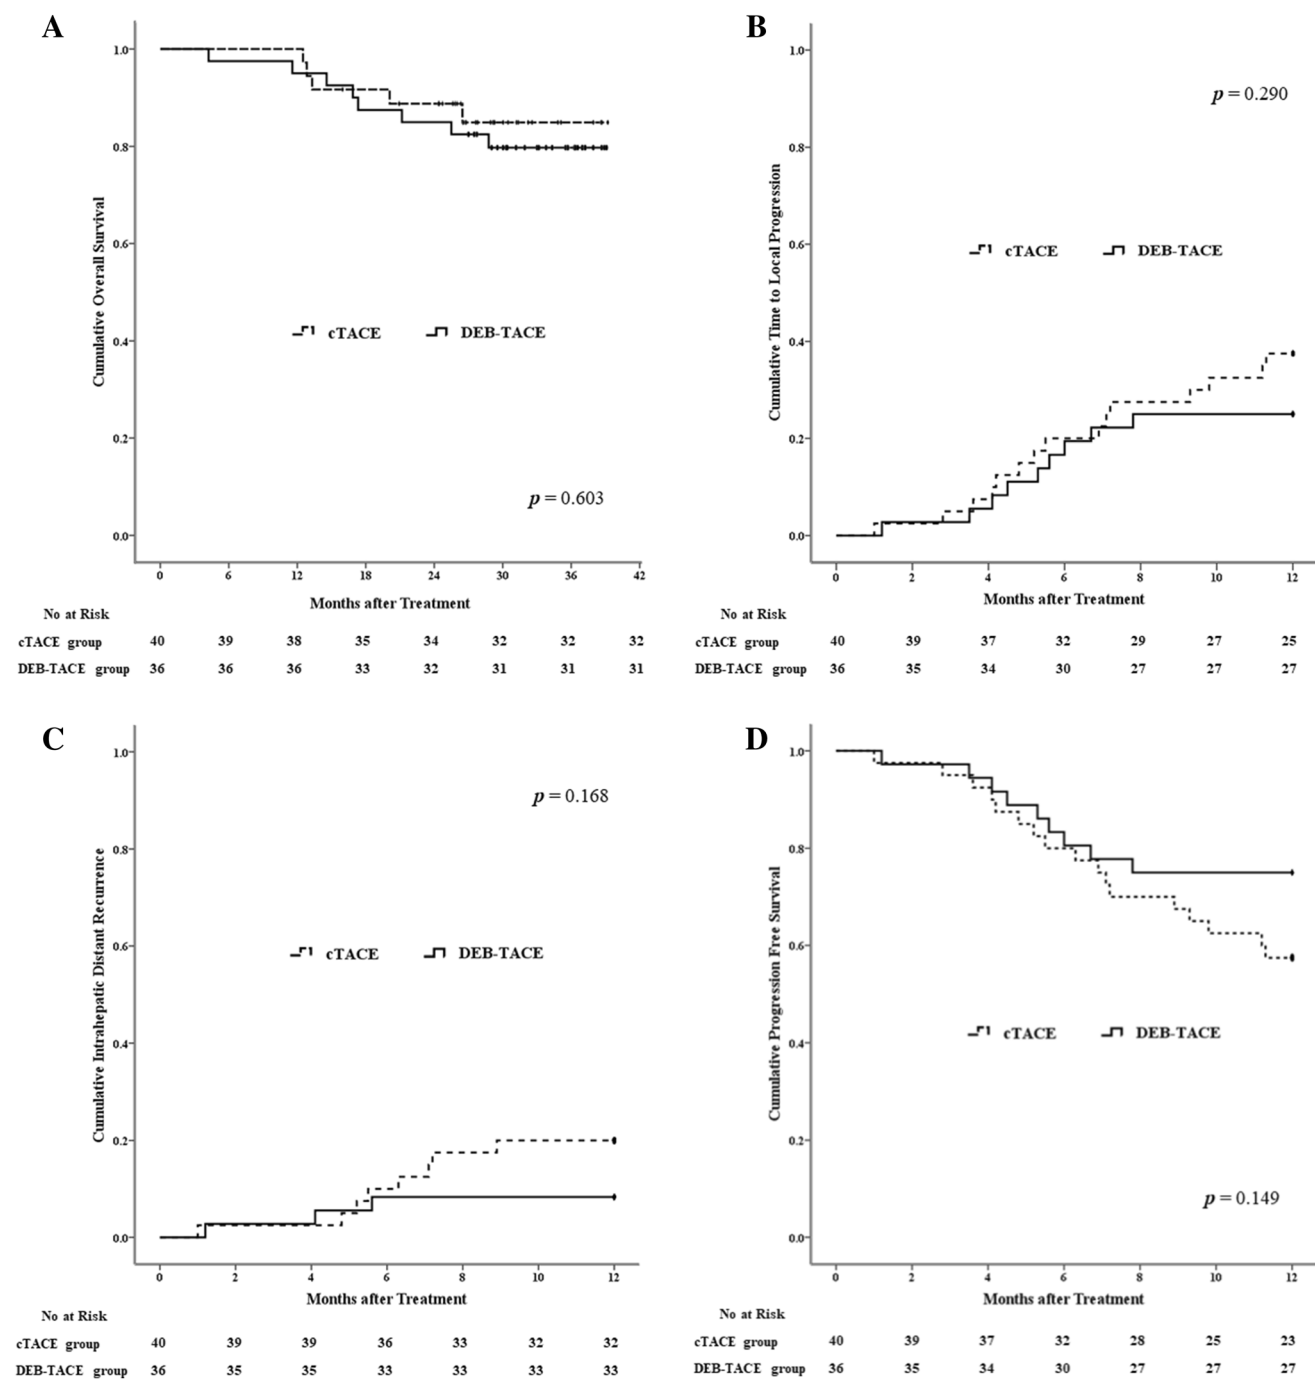 A
Cumulative Overall Survival
1.0
0.8
0.6
0.4
0.2
0.0
cTACE DEB-TACE
p = 0.603
0 6 12 18 24 30 36 42
Months after Treatment
No at Risk
cTACE group 40 39 38 35 34 32 32 32
DEB-TACE group 36 36 36 33 32 31 31 31
B
Cumulative Time to Local Progression
1.0
0.8
0.6
0.4
0.2
0.0
p = 0.290
cTACE DEB-TACE
0 2 4 6 8 10 12
Months after Treatment
No at Risk
cTACE group 40 39 37 32 29 27 25
DEB-TACE group 36 35 34 30 27 27 27
C
Cumulative Intrahepatic Distant Recurrence
1.0
0.8
0.6
0.4
0.2
0.0
p = 0.168
cTACE DEB-TACE
0 2 4 6 8 10 12
Months after Treatment
No at Risk
cTACE group 40 39 39 36 33 32 32
DEB-TACE group 36 35 35 33 33 33 33
D
Cumulative Progression Free Survival
1.0
0.8
0.6
0.4
0.2
0.0
cTACE DEB-TACE
p = 0.149
0 2 4 6 8 10 12
Months after Treatment
No at Risk
cTACE group 40 39 37 32 28 25 23
DEB-TACE group 36 35 34 30 27 27 27